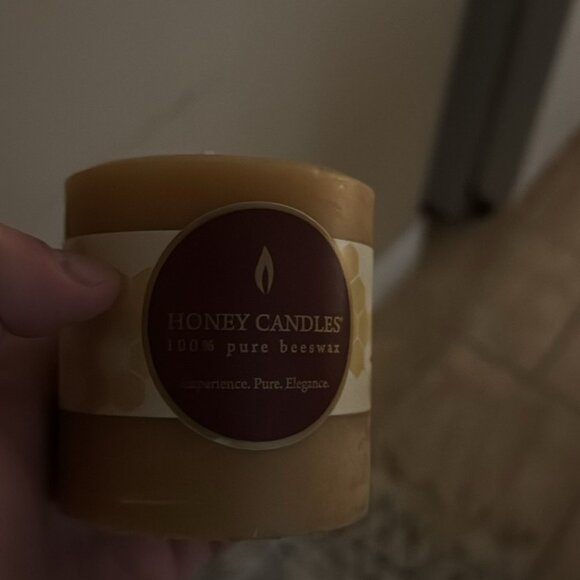 HONEY CANDLES®
100% pure beeswax
Experience. Pure. Elegance.